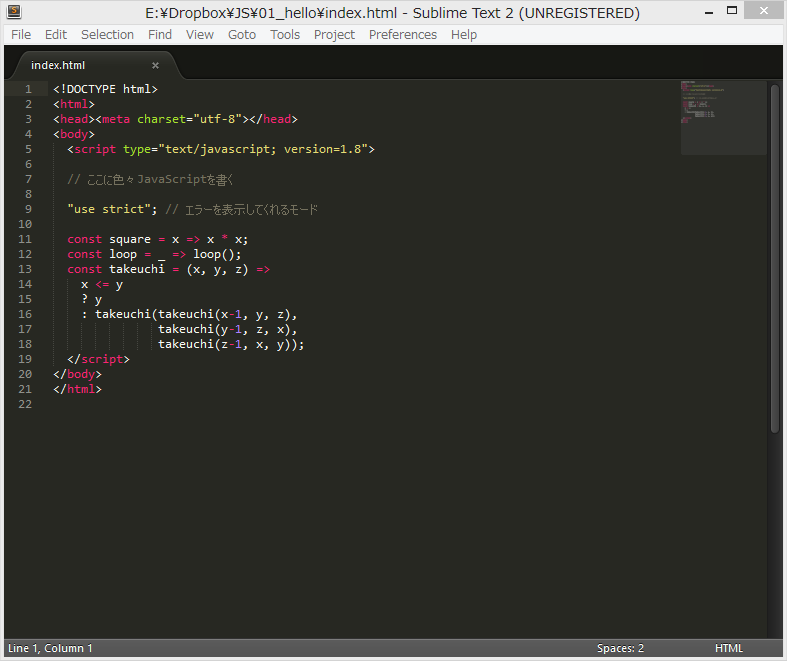 E:¥Dropbox¥JS¥01_hello¥index.html - Sublime Text 2 (UNREGISTERED)
File Edit Selection Find View Goto Tools Project Preferences Help
index.html ×
1 <!DOCTYPE html>
2 <html>
3 <head><meta charset="utf-8"></head>
4 <body>
5   <script type="text/javascript; version=1.8">
6
7   // ここに色々JavaScriptを書く
8
9   "use strict"; // エラーを表示してくれるモード
10
11   const square = x => x * x;
12   const loop = _ => loop();
13   const takeuchi = (x, y, z) =>
14     x <= y
15     ? y
16     : takeuchi(takeuchi(x-1, y, z),
17                takeuchi(y-1, z, x),
18                takeuchi(z-1, x, y));
19   </script>
20 </body>
21 </html>
22
Line 1, Column 1 Spaces: 2 HTML